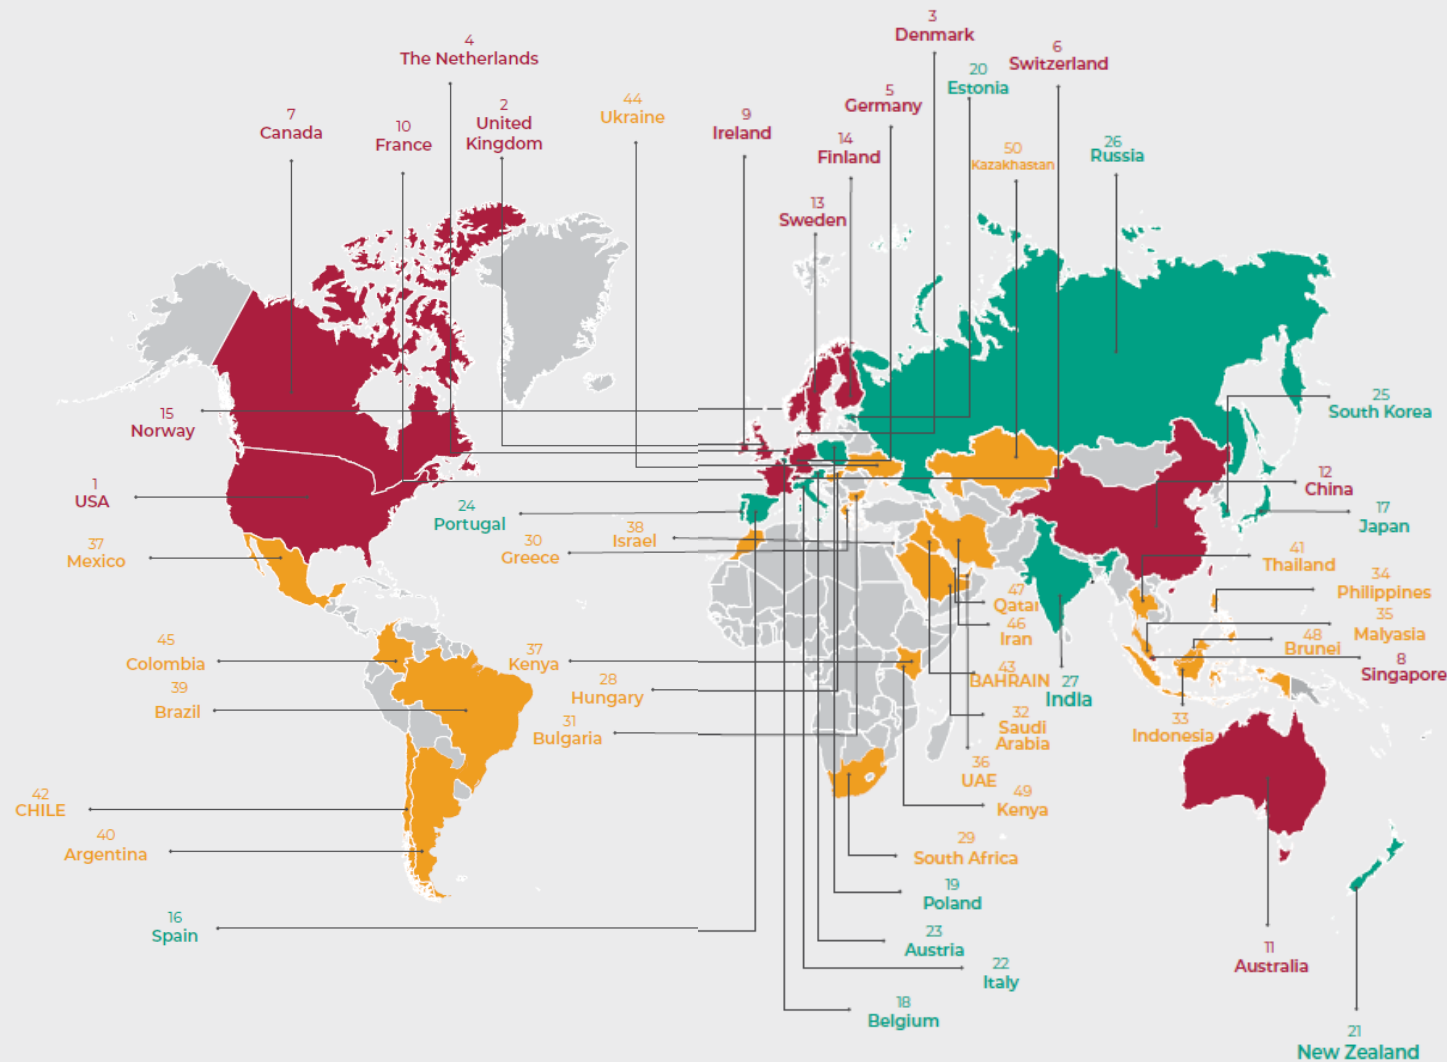 3
Denmark
4
The Netherlands
6
Switzerland
20
Estonia
5
Germany
44
Ukraine
2
United
Kingdom
9
Ireland
7
Canada
10
France
14
Finland
50
Kazakhastan
26
Russia
13
Sweden
15
Norway
25
South Korea
1
USA
12
China
24
Portugal
17
Japan
30
Greece
38
Israel
37
Mexico
41
Thailand
34
Philippines
47
Qatar
46
Iran
35
Malyasia
48
Brunei
45
Colombia
37
Kenya
8
Singapore
28
Hungary
43
BAHRAIN
27
India
39
Brazil
31
Bulgaria
32
Saudi
Arabia
33
Indonesia
36
UAE
49
Kenya
42
CHILE
40
Argentina
29
South Africa
19
Poland
16
Spain
23
Austria
11
Australia
22
Italy
18
Belgium
21
New Zealand